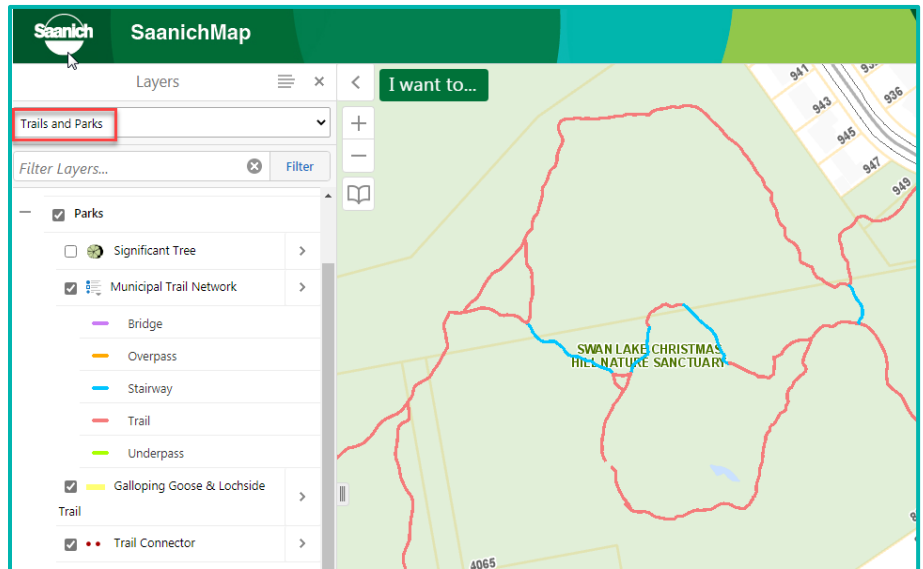 Saanich
SaanichMap
Layers
I want to...
Trails and Parks
Filter Layers...
Filter
Parks
Significant Tree
Municipal Trail Network
Bridge
Overpass
Stairway
Trail
Underpass
Galloping Goose & Lochside
Trail
Trail Connector
941
943
936
945
947
949
SWAN LAKE CHRISTMAS
HILL NATURE SANCTUARY
4065